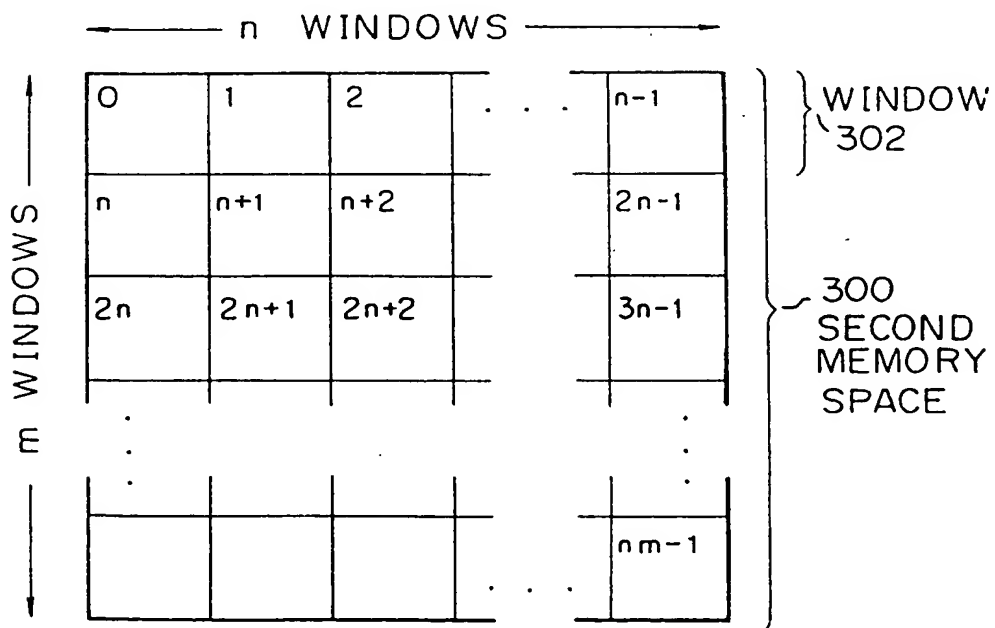 n WINDOWS
m WINDOWS
0 1 2 . . . n-1
n n+1 n+2 2n-1
2n 2n+1 2n+2 3n-1
nm-1
. . .
WINDOW
302
300
SECOND
MEMORY
SPACE